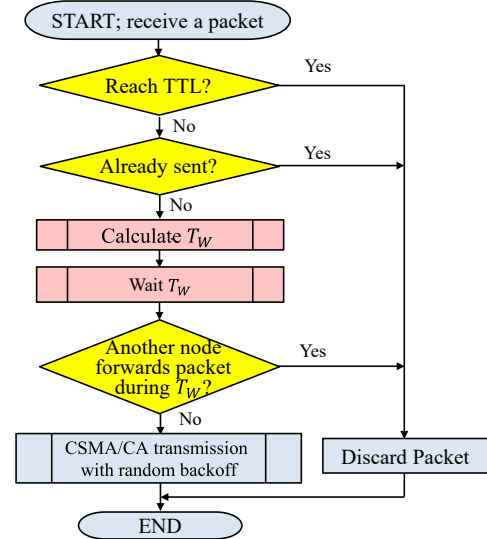 START; receive a packet
Reach TTL?
Yes
No
Already sent?
Yes
No
Calculate T_W
Wait T_W
Another node
forwards packet
during T_W?
Yes
No
CSMA/CA transmission
with random backoff
Discard Packet
END